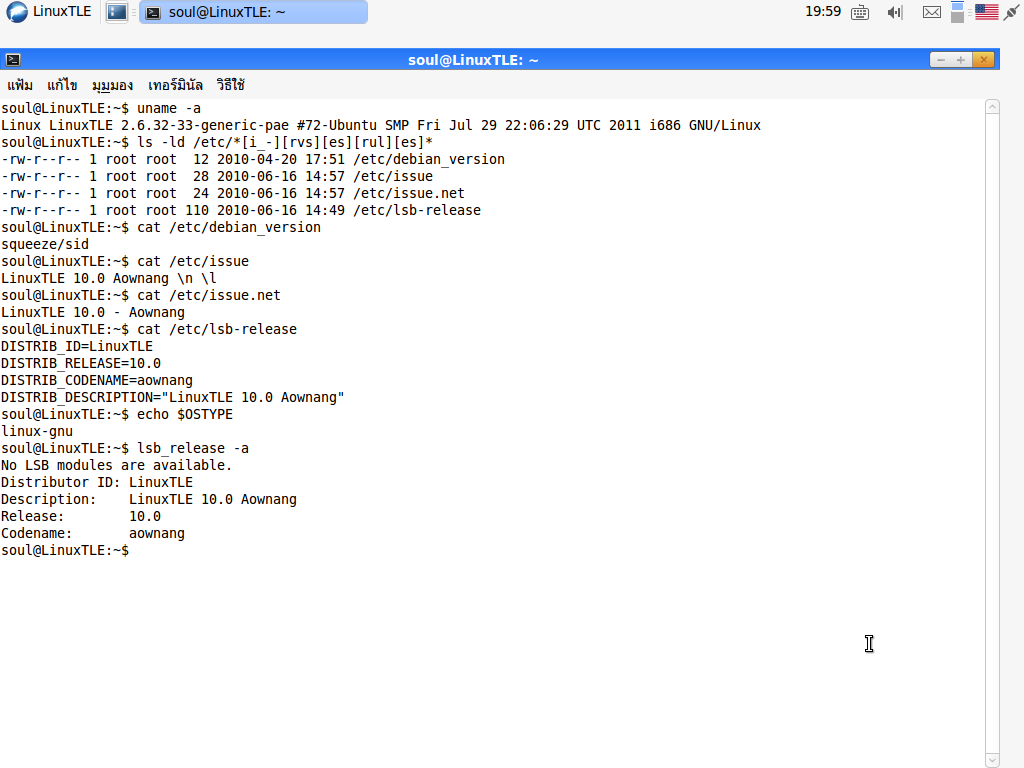 LinuxTLE
soul@LinuxTLE: ~
19:59
soul@LinuxTLE: ~
แฟ้ม แก้ไข มุมมอง เทอร์มินัล วิธีใช้
soul@LinuxTLE:~$ uname -a
Linux LinuxTLE 2.6.32-33-generic-pae #72-Ubuntu SMP Fri Jul 29 22:06:29 UTC 2011 i686 GNU/Linux
soul@LinuxTLE:~$ ls -ld /etc/*[i_-][rvs][es][rul][es]*
-rw-r--r-- 1 root root  12 2010-04-20 17:51 /etc/debian_version
-rw-r--r-- 1 root root  28 2010-06-16 14:57 /etc/issue
-rw-r--r-- 1 root root  24 2010-06-16 14:57 /etc/issue.net
-rw-r--r-- 1 root root 110 2010-06-16 14:49 /etc/lsb-release
soul@LinuxTLE:~$ cat /etc/debian_version
squeeze/sid
soul@LinuxTLE:~$ cat /etc/issue
LinuxTLE 10.0 Aownang \n \l
soul@LinuxTLE:~$ cat /etc/issue.net
LinuxTLE 10.0 - Aownang
soul@LinuxTLE:~$ cat /etc/lsb-release
DISTRIB_ID=LinuxTLE
DISTRIB_RELEASE=10.0
DISTRIB_CODENAME=aownang
DISTRIB_DESCRIPTION="LinuxTLE 10.0 Aownang"
soul@LinuxTLE:~$ echo $OSTYPE
linux-gnu
soul@LinuxTLE:~$ lsb_release -a
No LSB modules are available.
Distributor ID: LinuxTLE
Description:    LinuxTLE 10.0 Aownang
Release:        10.0
Codename:       aownang
soul@LinuxTLE:~$